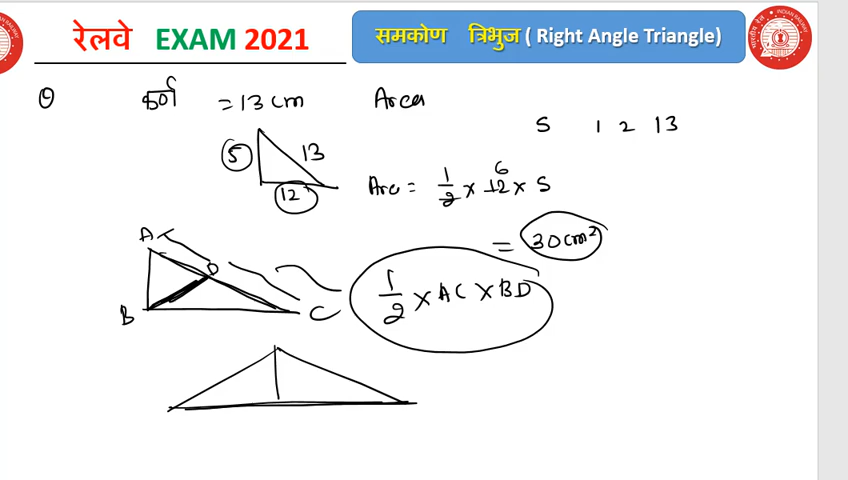 रेलवे EXAM 2021
समकोण त्रिभुज ( Right Angle Triangle)
Q कर्ण = 13 cm Area
5 12 13
5 13
12
Are = 1/2 x 12 x 5
6
= 30 cm²
A
D
B C
1/2 x AC x BD